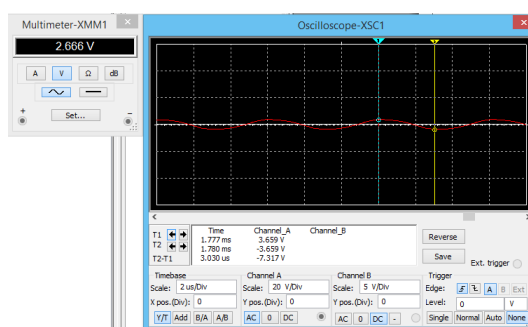 Multimeter-XMM1
×
2.666 V
A
V
Ω
dB
+
Set...
−
Oscilloscope-XSC1
T1
T2
T2-T1
Time
Channel_A
Channel_B
1.777 ms
3.659 V
1.780 ms
-3.659 V
3.030 us
-7.317 V
Reverse
Save
Ext. trigger
Timebase
Scale: 2 us/Div
X pos.(Div): 0
Y/T Add B/A A/B
Channel A
Scale: 20 V/Div
Y pos.(Div): 0
AC 0 DC
Channel B
Scale: 5 V/Div
Y pos.(Div): 0
AC 0 DC -
Trigger
Edge: A B Ext
Level: 0 V
Single Normal Auto None